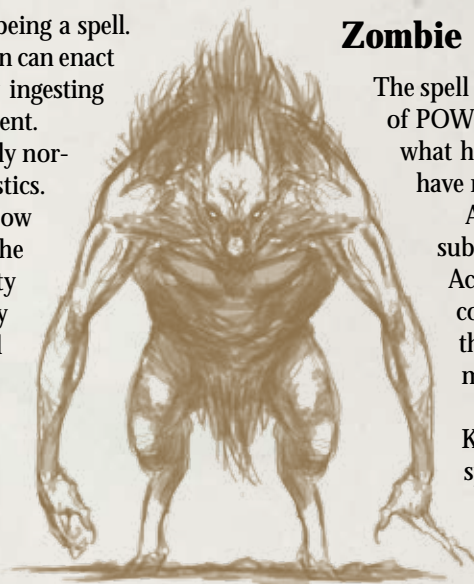 being a spell.
n can enact
ingesting
ent.
ly nor-
stics.
ow
he
ty
y
Zombie
The spell
of POW
what h
have r
A
sub
Ac
co
th
m
K
s